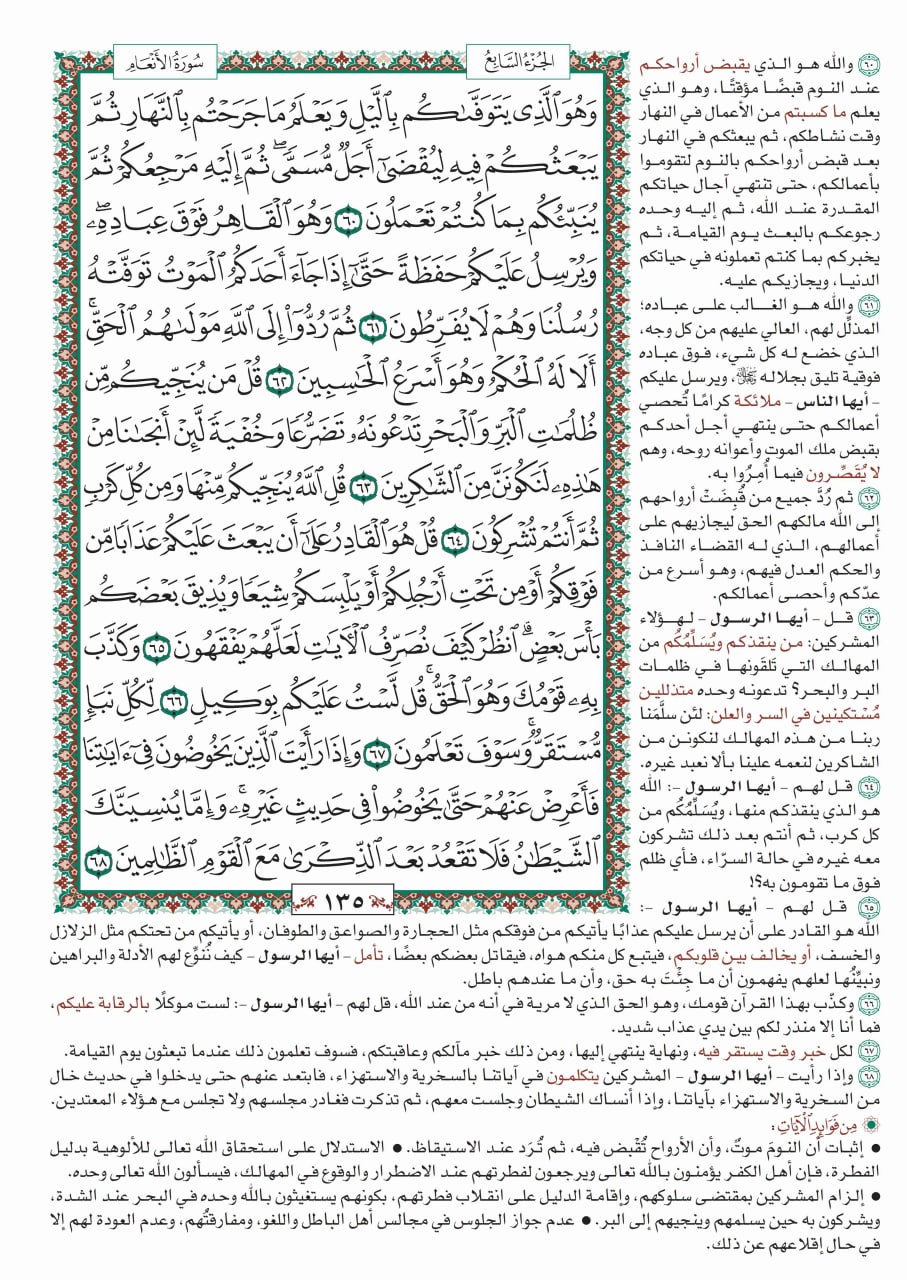 الجُزْءُ السَّابِعُ
سُورَةُ الأَنْعَامِ
وَهُوَ ٱلَّذِي يَتَوَفَّىٰكُم بِٱلَّيۡلِ وَيَعۡلَمُ مَا جَرَحۡتُم بِٱلنَّهَارِ ثُمَّ
يَبۡعَثُكُمۡ فِيهِ لِيُقۡضَىٰٓ أَجَلٞ مُّسَمّٗىۖ ثُمَّ إِلَيۡهِ مَرۡجِعُكُمۡ ثُمَّ
يُنَبِّئُكُم بِمَا كُنتُمۡ تَعۡمَلُونَ ٦٠ وَهُوَ ٱلۡقَاهِرُ فَوۡقَ عِبَادِهِۦۖ
وَيُرۡسِلُ عَلَيۡكُمۡ حَفَظَةً حَتَّىٰٓ إِذَا جَآءَ أَحَدَكُمُ ٱلۡمَوۡتُ تَوَفَّتۡهُ
رُسُلُنَا وَهُمۡ لَا يُفَرِّطُونَ ٦١ ثُمَّ رُدُّوٓاْ إِلَى ٱللَّهِ مَوۡلَىٰهُمُ ٱلۡحَقِّۚ
أَلَا لَهُ ٱلۡحُكۡمُ وَهُوَ أَسۡرَعُ ٱلۡحَٰسِبِينَ ٦٢ قُلۡ مَن يُنَجِّيكُم مِّن
ظُلُمَٰتِ ٱلۡبَرِّ وَٱلۡبَحۡرِ تَدۡعُونَهُۥ تَضَرُّعٗا وَخُفۡيَةٗ لَّئِنۡ أَنجَىٰنَا مِنۡ
هَٰذِهِۦ لَنَكُونَنَّ مِنَ ٱلشَّٰكِرِينَ ٦٣ قُلِ ٱللَّهُ يُنَجِّيكُم مِّنۡهَا وَمِن كُلِّ كَرۡبٖ
ثُمَّ أَنتُمۡ تُشۡرِكُونَ ٦٤ قُلۡ هُوَ ٱلۡقَادِرُ عَلَىٰٓ أَن يَبۡعَثَ عَلَيۡكُمۡ عَذَابٗا مِّن
فَوۡقِكُمۡ أَوۡ مِن تَحۡتِ أَرۡجُلِكُمۡ أَوۡ يَلۡبِسَكُمۡ شِيَعٗا وَيُذِيقَ بَعۡضَكُم
بَأۡسَ بَعۡضٍۗ ٱنظُرۡ كَيۡفَ نُصَرِّفُ ٱلۡأٓيَٰتِ لَعَلَّهُمۡ يَفۡقَهُونَ ٦٥ وَكَذَّبَ
بِهِۦ قَوۡمُكَ وَهُوَ ٱلۡحَقُّۚ قُل لَّسۡتُ عَلَيۡكُم بِوَكِيلٖ ٦٦ لِّكُلِّ نَبَإٖ
مُّسۡتَقَرّٞۚ وَسَوۡفَ تَعۡلَمُونَ ٦٧ وَإِذَا رَأَيۡتَ ٱلَّذِينَ يَخُوضُونَ فِيٓ ءَايَٰتِنَا
فَأَعۡرِضۡ عَنۡهُمۡ حَتَّىٰ يَخُوضُواْ فِي حَدِيثٍ غَيۡرِهِۦۚ وَإِمَّا يُنسِيَنَّكَ
ٱلشَّيۡطَٰنُ فَلَا تَقۡعُدۡ بَعۡدَ ٱلذِّكۡرَىٰ مَعَ ٱلۡقَوۡمِ ٱلظَّٰلِمِينَ ٦٨
١٣٥
٦٠ والله هو الذي يقبض أرواحكم
عند النوم قبضًا مؤقتًا، وهو الذي
يعلم ما كسبتم من الأعمال في النهار
وقت نشاطكم، ثم يبعثكم في النهار
بعد قبض أرواحكم بالنوم لتقوموا
بأعمالكم، حتى تنتهي آجال حياتكم
المقدرة عند الله، ثم إليه وحده
رجوعكم بالبعث يوم القيامة، ثم
يخبركم بما كنتم تعملونه في حياتكم
الدنيا، ويجازيكم عليه.
٦١ والله هو الغالب على عباده؛
المذلِّل لهم، العالي عليهم من كل وجه،
الذي خضع له كل شيء، فوق عباده
فوقية تليق بجلاله ﷾، ويرسل عليكم
– أيها الناس – ملائكة كرامًا تُحصي
أعمالكم حتى ينتهي أجل أحدكم
بقبض ملك الموت وأعوانه روحه، وهم
لا يُقَصِّرون فيما أُمِرُوا به.
٦٢ ثم رُدَّ جميع من قُبِضَتْ أرواحهم
إلى الله مالكهم الحق ليجازيهم على
أعمالهم، الذي له القضاء النافذ
والحكم العدل فيهم، وهو أسرع من
عدّكم وأحصى أعمالكم.
٦٣ قل – أيها الرسول – لهؤلاء
المشركين: من ينقذكم ويُسَلِّمُكُم من
المهالك التي تَلْقَونها في ظلمات
البر والبحر؟ تدعونه وحده متذللين
مُسْتكينين في السر والعلن: لئن سلَّمَنا
ربنا من هذه المهالك لنكونن من
الشاكرين لنعمه علينا بألا نعبد غيره.
٦٤ قل لهم – أيها الرسول –: الله
هو الذي ينقذكم منها، ويُسَلِّمُكُم من
كل كرب، ثم أنتم بعد ذلك تشركون
معه غيره في حالة السرّاء، فأي ظلم
فوق ما تقومون به؟!
٦٥ قل لهم – أيها الرسول –:
الله هو القادر على أن يرسل عليكم عذابًا يأتيكم من فوقكم مثل الحجارة والصواعق والطوفان، أو يأتيكم من تحتكم مثل الزلازل
والخسف، أو يخالف بين قلوبكم، فيتبع كل منكم هواه، فيقاتل بعضكم بعضًا، تأمل – أيها الرسول – كيف نُنوِّع لهم الأدلة والبراهين
ونبيِّنُها لعلهم يفهمون أن ما جِئْتَ به حق، وأن ما عندهم باطل.
٦٦ وكذّب بهذا القرآن قومك، وهو الحق الذي لا مرية في أنه من عند الله، قل لهم – أيها الرسول –: لست موكلًا بالرقابة عليكم،
فما أنا إلا منذر لكم بين يدي عذاب شديد.
٦٧ لكل خبر وقت يستقر فيه، ونهاية ينتهي إليها، ومن ذلك خبر مآلكم وعاقبتكم، فسوف تعلمون ذلك عندما تبعثون يوم القيامة.
٦٨ وإذا رأيت – أيها الرسول – المشركين يتكلمون في آياتنا بالسخرية والاستهزاء، فابتعد عنهم حتى يدخلوا في حديث خال
من السخرية والاستهزاء بآياتنا، وإذا أنساك الشيطان وجلست معهم، ثم تذكرت فغادر مجلسهم ولا تجلس مع هؤلاء المعتدين.
مِن فَوَائِدِ الْآيَاتِ:
• إثبات أن النومَ موتٌ، وأن الأرواح تُقْبض فيه، ثم تُرَد عند الاستيقاظ. • الاستدلال على استحقاق الله تعالى للألوهية بدليل
الفطرة، فإن أهل الكفر يؤمنون بالله تعالى ويرجعون لفطرتهم عند الاضطرار والوقوع في المهالك، فيسألون الله تعالى وحده.
• إلزام المشركين بمقتضى سلوكهم، وإقامة الدليل على انقلاب فطرتهم، بكونهم يستغيثون بالله وحده في البحر عند الشدة،
ويشركون به حين يسلمهم وينجيهم إلى البر. • عدم جواز الجلوس في مجالس أهل الباطل واللغو، ومفارقتُهم، وعدم العودة لهم إلا
في حال إقلاعهم عن ذلك.